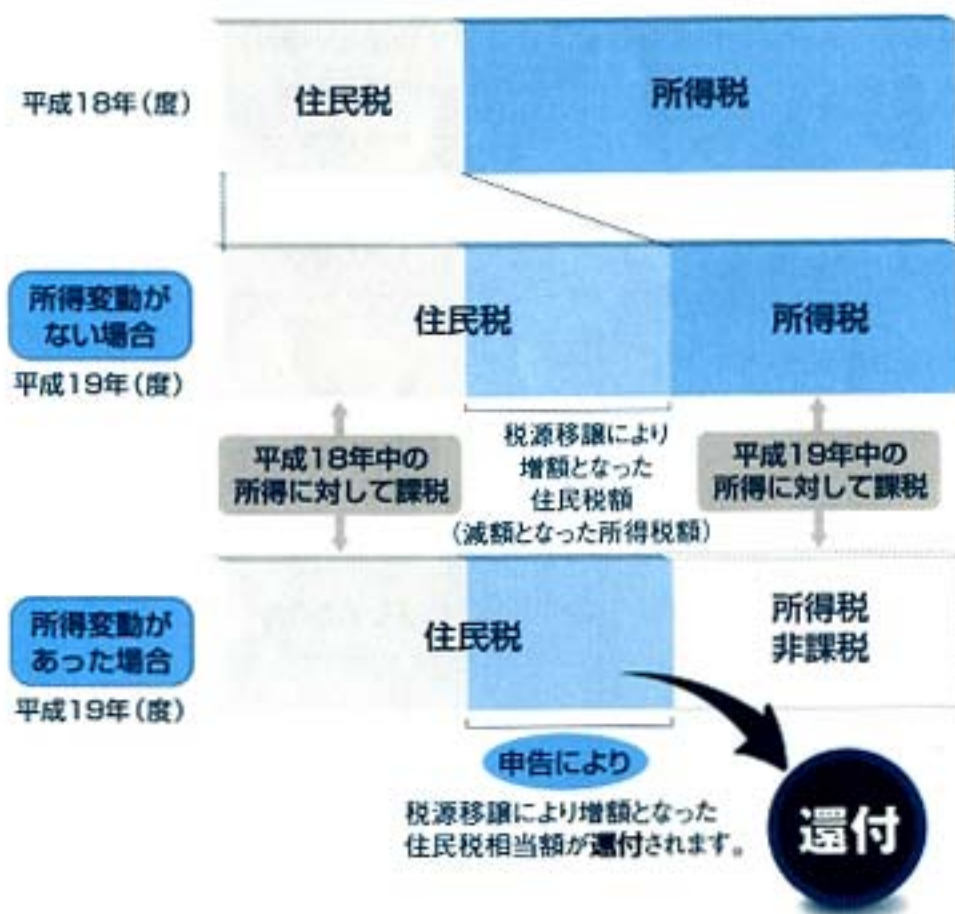 平成18年(度)
住民税
所得税
所得変動が
ない場合
平成19年(度)
住民税
所得税
平成18年中の
所得に対して課税
税源移譲により
増額となった
住民税額
(減額となった所得税額)
平成19年中の
所得に対して課税
所得変動が
あった場合
平成19年(度)
住民税
所得税
非課税
申告により
税源移譲により増額となった
住民税相当額が還付されます。
還付